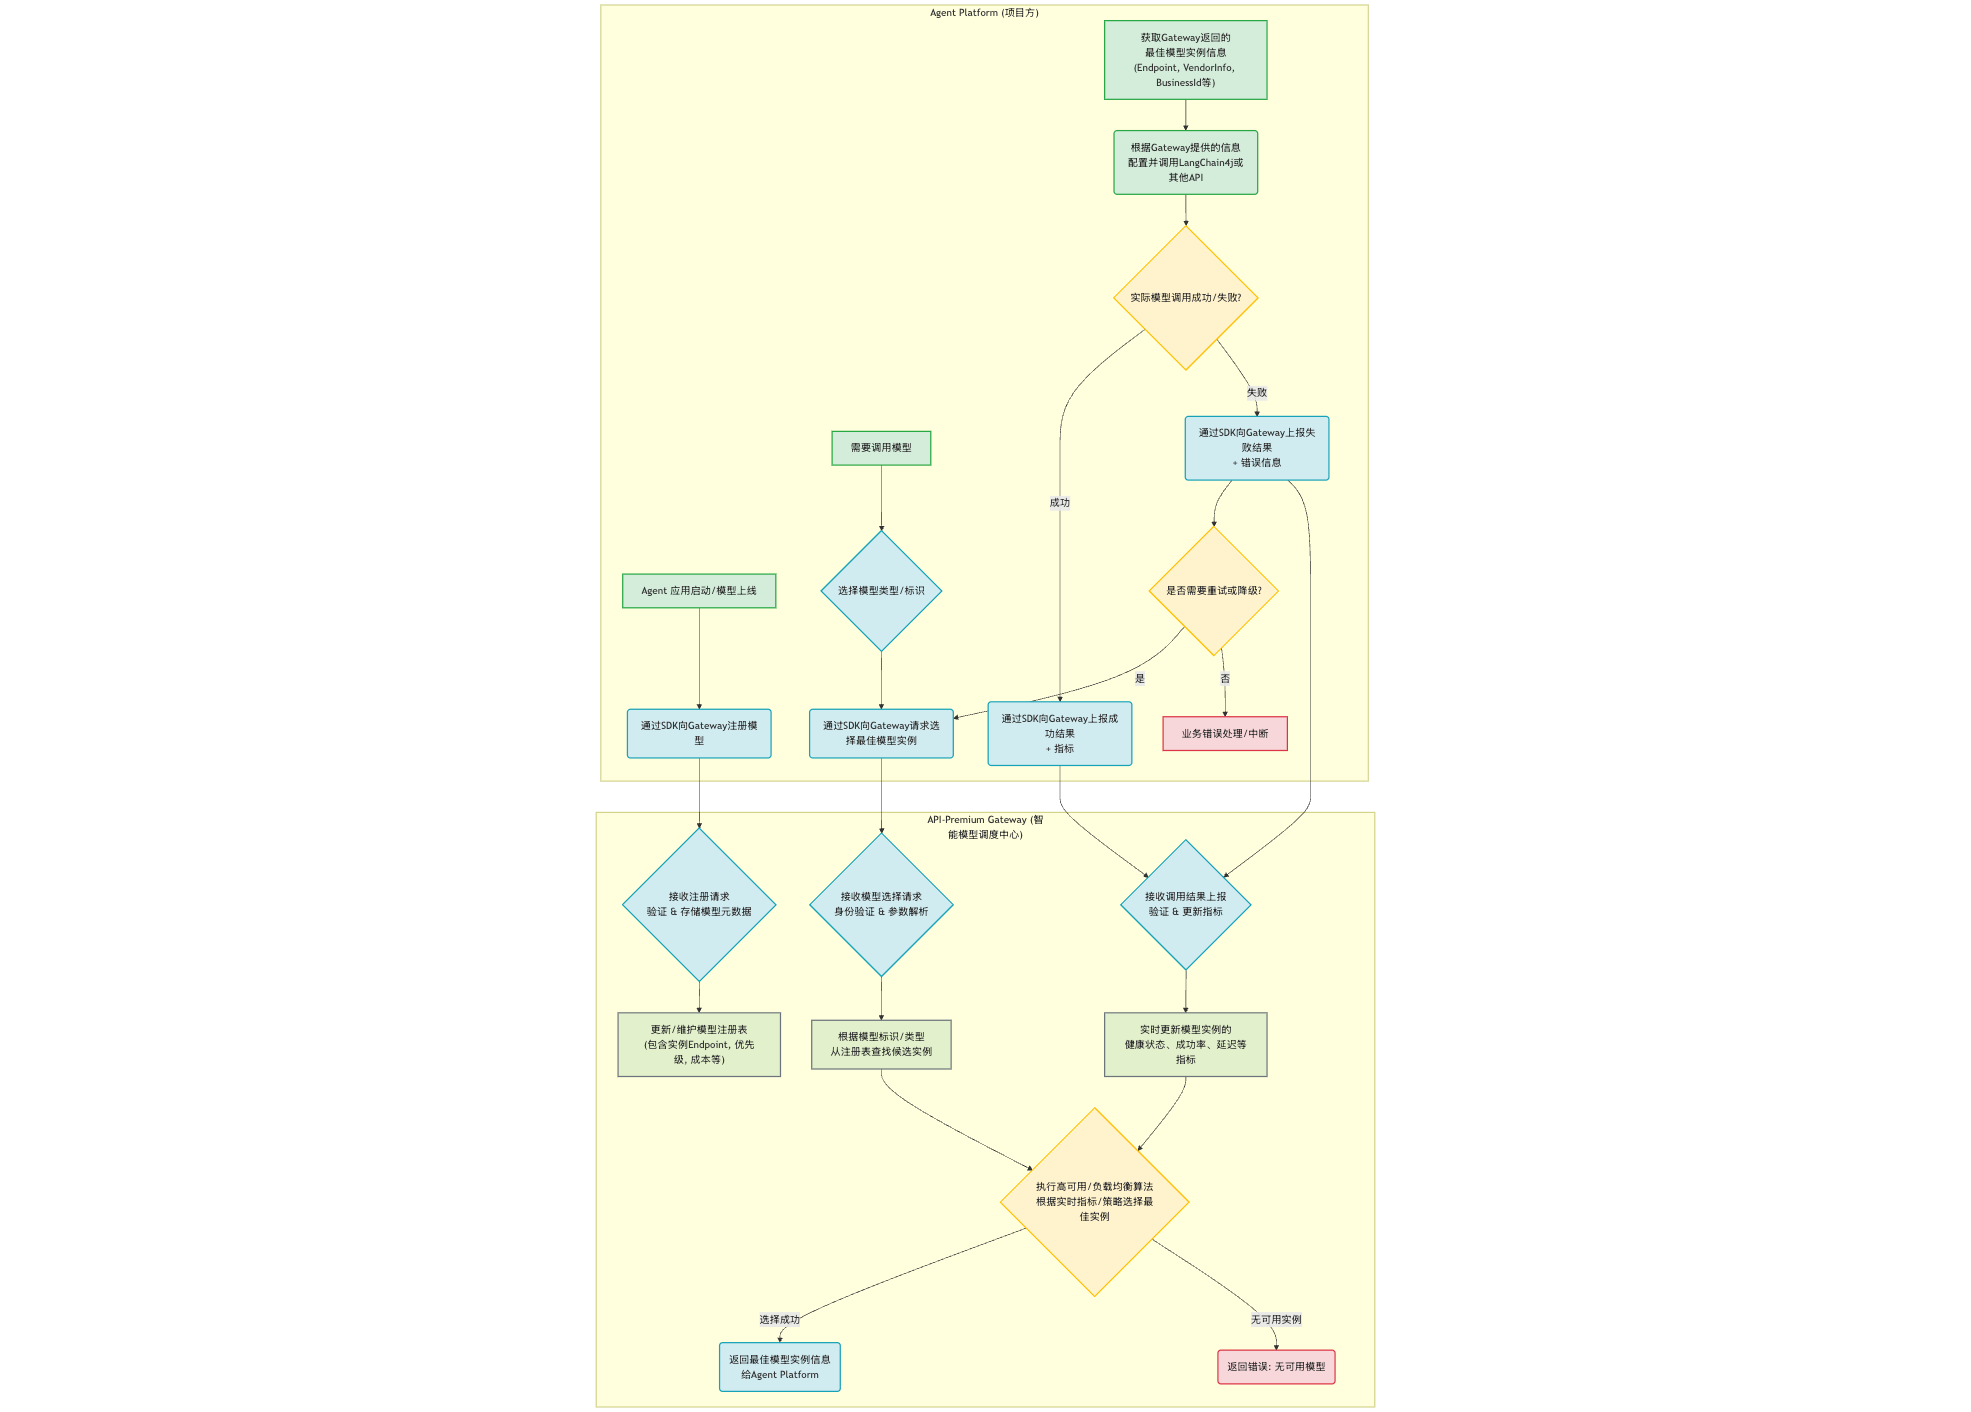 Agent Platform (项目方)
获取Gateway返回的
最佳模型实例信息
(Endpoint, VendorInfo,
BusinessId等)
根据Gateway提供的信息
配置并调用LangChain4j或
其他API
实际模型调用成功/失败?
失败
成功
通过SDK向Gateway上报失
败结果
+ 错误信息
需要调用模型
选择模型类型/标识
是否需要重试或降级?
Agent 应用启动/模型上线
是
否
通过SDK向Gateway注册模
型
通过SDK向Gateway请求选
择最佳模型实例
通过SDK向Gateway上报成
功结果
+ 指标
业务错误处理/中断
API-Premium Gateway (智
能模型调度中心)
接收注册请求
验证 & 存储模型元数据
接收模型选择请求
身份验证 & 参数解析
接收调用结果上报
验证 & 更新指标
更新/维护模型注册表
(包含实例Endpoint, 优先
级, 成本等)
根据模型标识/类型
从注册表查找候选实例
实时更新模型实例的
健康状态、成功率、延迟等
指标
执行高可用/负载均衡算法
根据实时指标/策略选择最
佳实例
选择成功
无可用实例
返回最佳模型实例信息
给Agent Platform
返回错误: 无可用模型